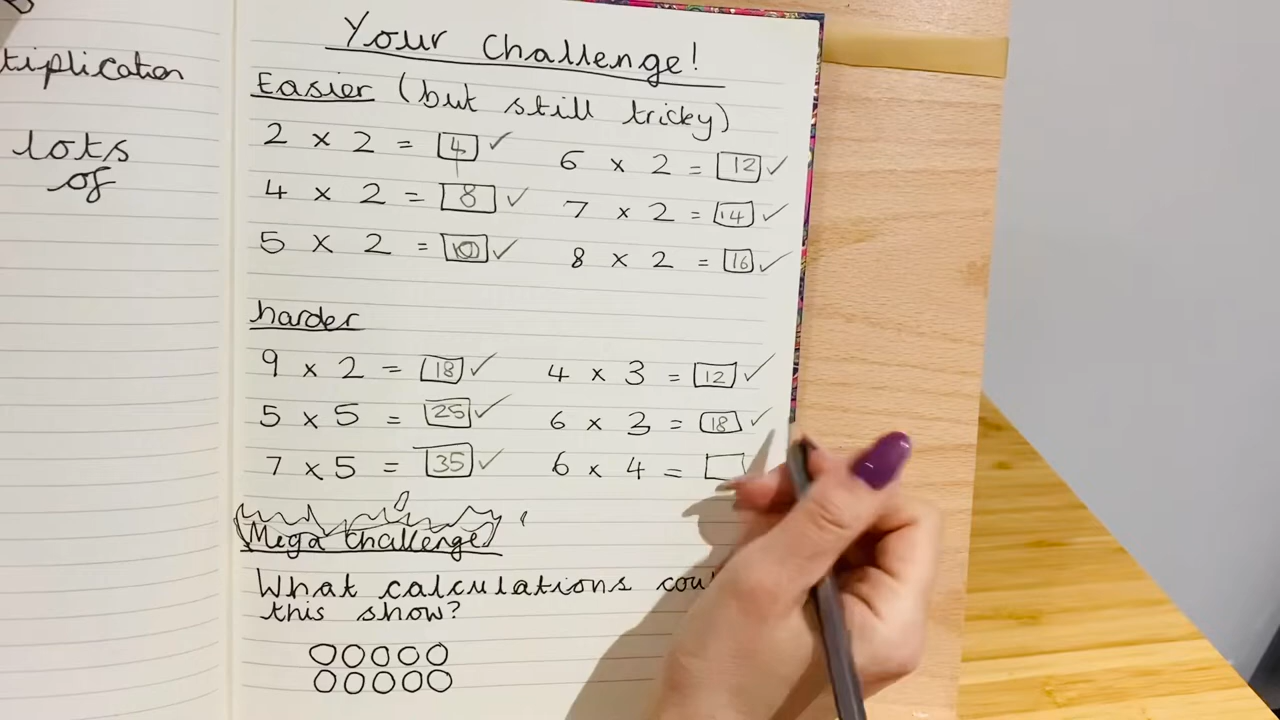 tiplication
lots
of
Your Challenge!
Easier (but still tricky)
2 x 2 = 4 ✓
4 x 2 = 8 ✓
5 x 2 = 10 ✓
6 x 2 = 12 ✓
7 x 2 = 14 ✓
8 x 2 = 16 ✓
harder
9 x 2 = 18 ✓
5 x 5 = 25 ✓
7 x 5 = 35 ✓
4 x 3 = 12 ✓
6 x 3 = 18 ✓
6 x 4 =
Mega Challenge
What calculations cou
this show?